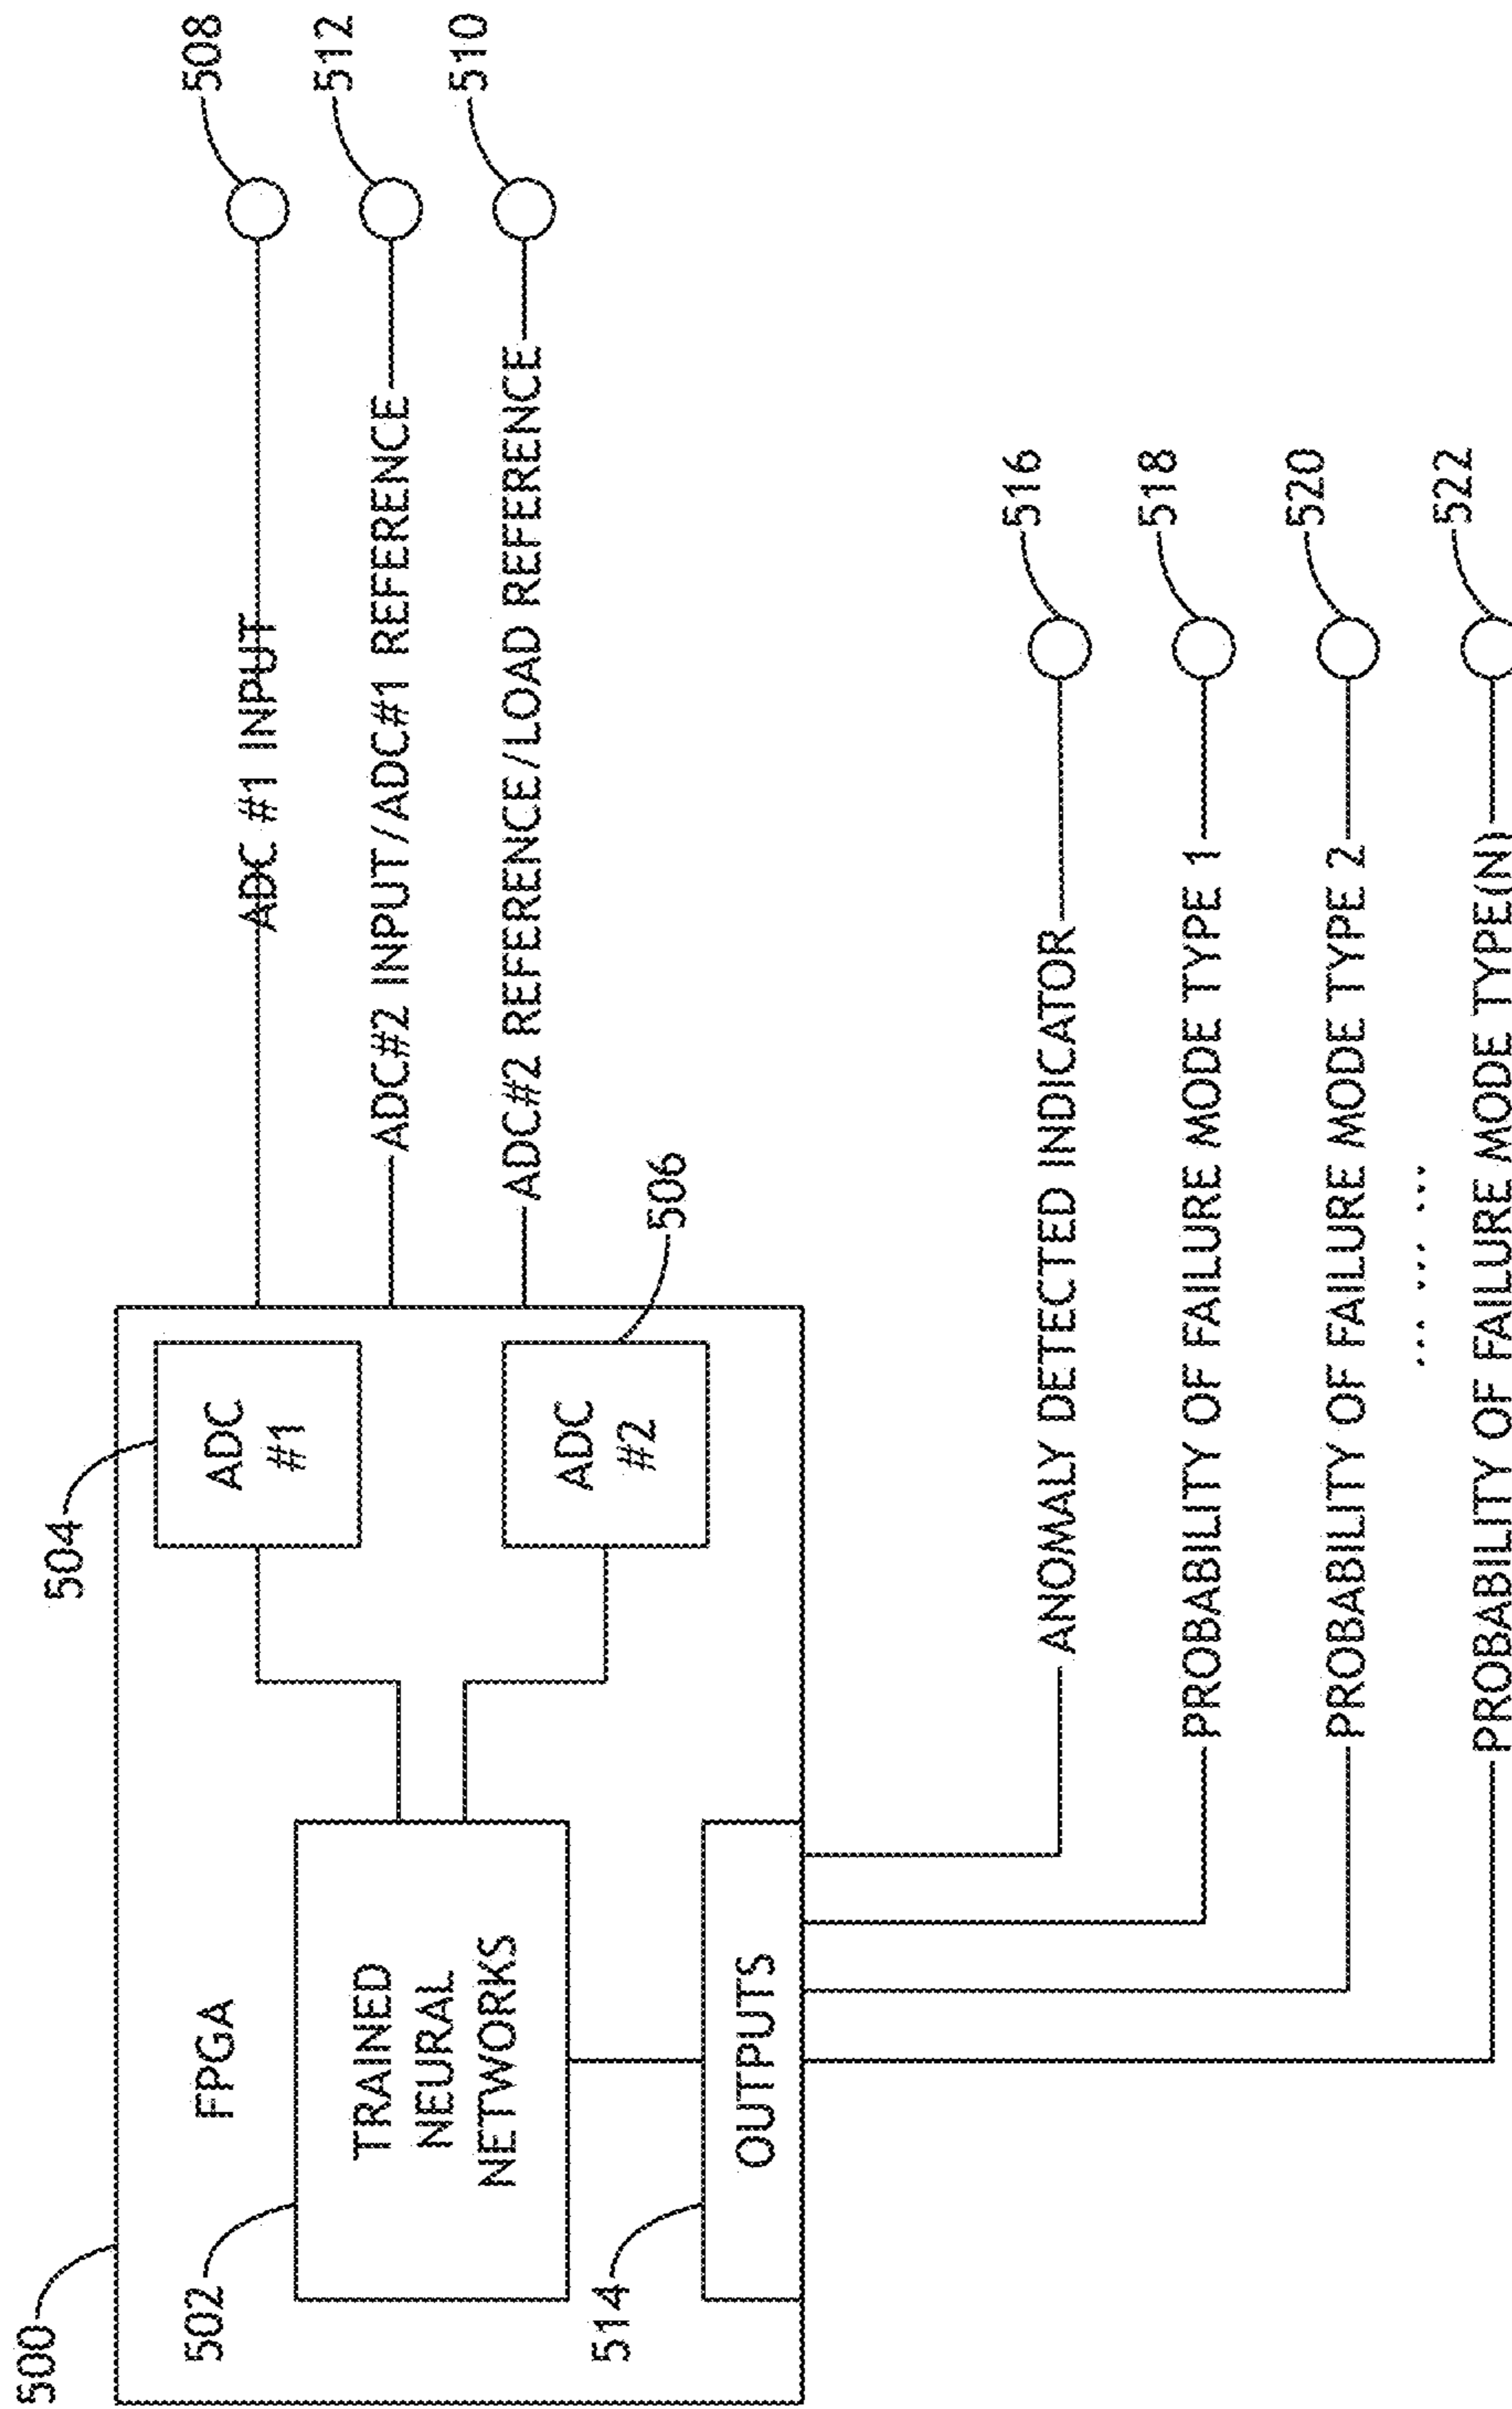 500
FPGA
502
TRAINED
NEURAL
NETWORKS
504
ADC
#1
506
ADC
#2
514
OUTPUTS
ADC #1 INPUT
508
ADC#2 INPUT/ADC#1 REFERENCE
512
ADC#2 REFERENCE/LOAD REFERENCE
510
ANOMALY DETECTED INDICATOR
516
PROBABILITY OF FAILURE MODE TYPE 1
518
PROBABILITY OF FAILURE MODE TYPE 2
520
... ... ...
PROBABILITY OF FAILURE MODE TYPE(N)
522